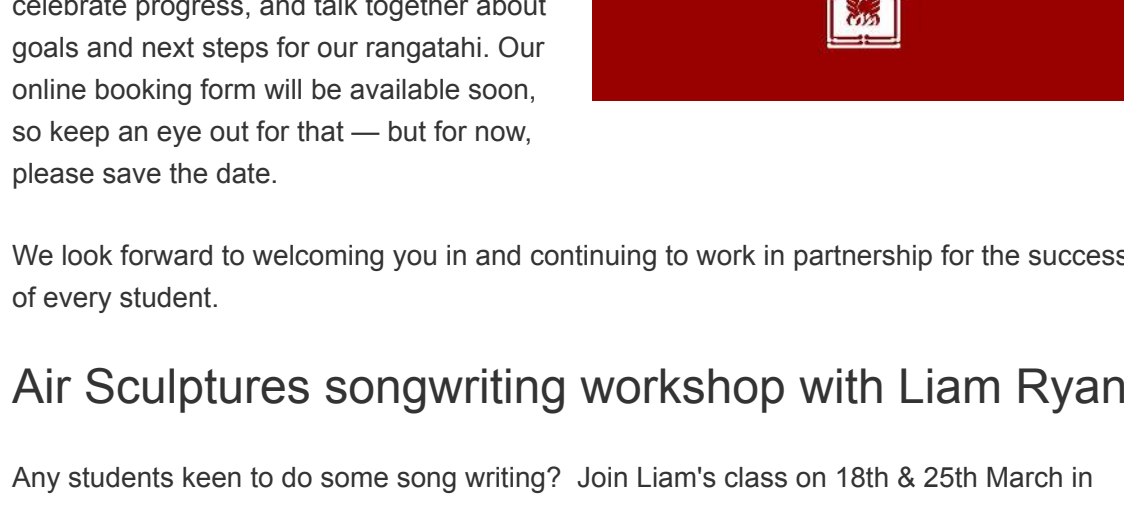 celebrate progress, and talk together about
goals and next steps for our rangatahi. Our
online booking form will be available soon,
so keep an eye out for that — but for now,
please save the date.
We look forward to welcoming you in and continuing to work in partnership for the success
of every student.
Air Sculptures songwriting workshop with Liam Ryan
Any students keen to do some song writing?  Join Liam's class on 18th & 25th March in